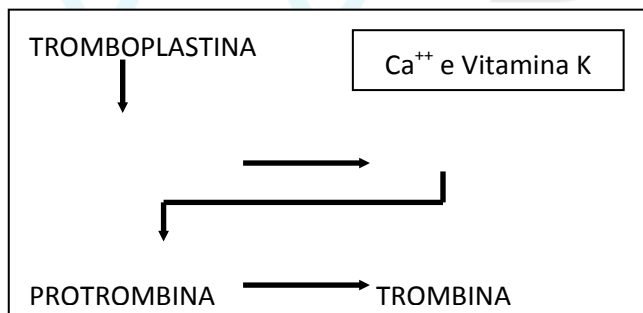 TROMBOPLASTINA
Ca++ e Vitamina K
PROTROMBINA
TROMBINA